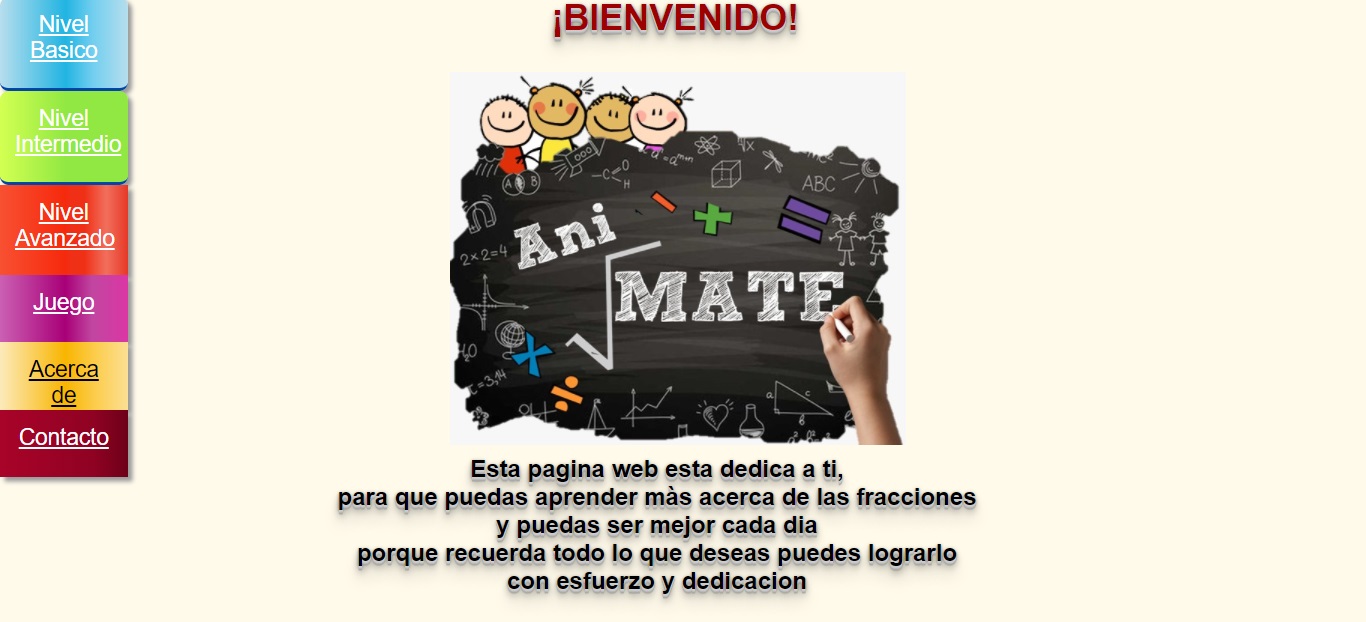 ¡BIENVENIDO!
Nivel
Basico
Nivel
Intermedio
Nivel
Avanzado
Juego
Acerca
de
Contacto
A B
C O
H
ABC
2x2=4
Ani
MATE
a c
b
Esta pagina web esta dedica a ti,
para que puedas aprender màs acerca de las fracciones
y puedas ser mejor cada dia
porque recuerda todo lo que deseas puedes lograrlo
con esfuerzo y dedicacion